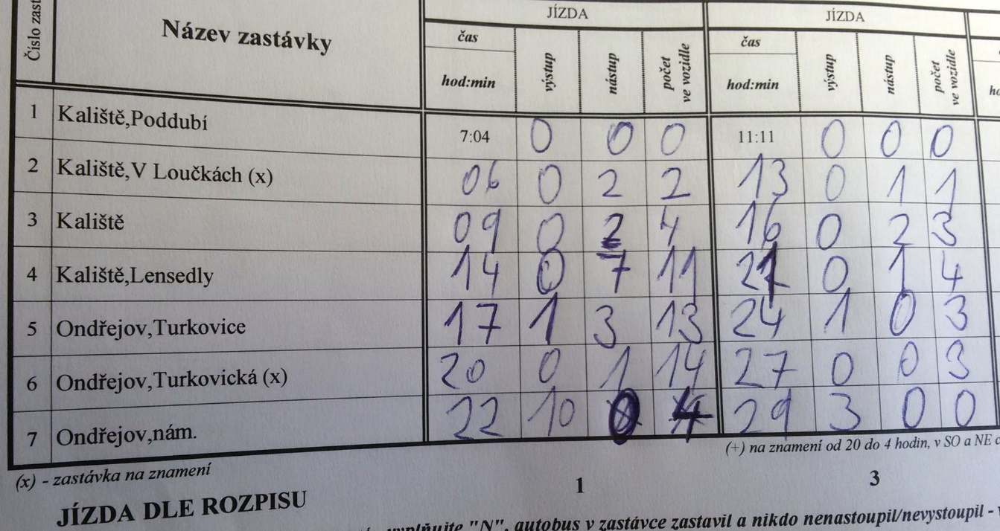 JÍZDA JÍZDA
Číslo zast Název zastávky čas výstup nástup počet ve vozidle čas výstup nástup počet ve vozidle
hod:min hod:min
1 Kaliště,Poddubí 7:04 0 0 0 11:11 0 0 0
2 Kaliště,V Loučkách (x) 06 0 2 2 13 0 1 1
3 Kaliště 09 0 2 4 16 0 2 3
4 Kaliště,Lensedly 14 0 7 11 21 0 1 4
5 Ondřejov,Turkovice 17 1 3 13 24 1 0 3
6 Ondřejov,Turkovická (x) 20 0 1 14 27 0 0 3
7 Ondřejov,nám. 22 10 0 4 29 3 0 0
(x) - zastávka na znamení
(+) na znamení od 20 do 4 hodin, v SO a NE
1 3
JÍZDA DLE ROZPISU
"N", autobus v zastávce zastavil a nikdo nenastoupil/nevystoupil -